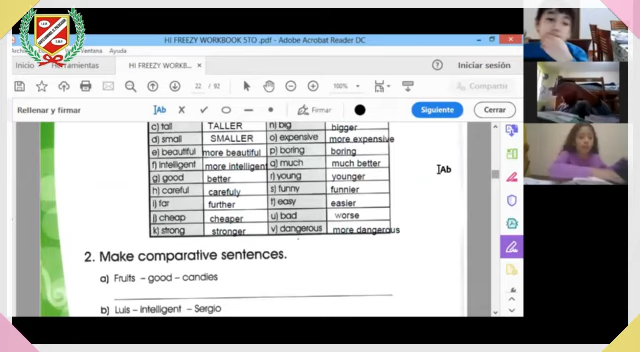 HI FREEZY WORKBOOK 5TO .pdf - Adobe Acrobat Reader DC
Ventana Ayuda
Inicio Herramientas HI FREEZY WORKB... × Iniciar sesión
22 / 92 100% Compartir
Rellenar y firmar Ab Firmar Siguiente Cerrar
c) tall TALLER n) big bigger
d) small SMALLER o) expensive more expensive
e) beautiful more beautiful p) boring boring
f) intelligent more intelligent q) much much better
g) good better r) young younger
h) careful carefuly s) funny funnier
i) far further t) easy easier
j) cheap cheaper u) bad worse
k) strong stronger v) dangerous more dangerous
Ab
2. Make comparative sentences.
a) Fruits – good – candies
b) Luis – intelligent – Sergio